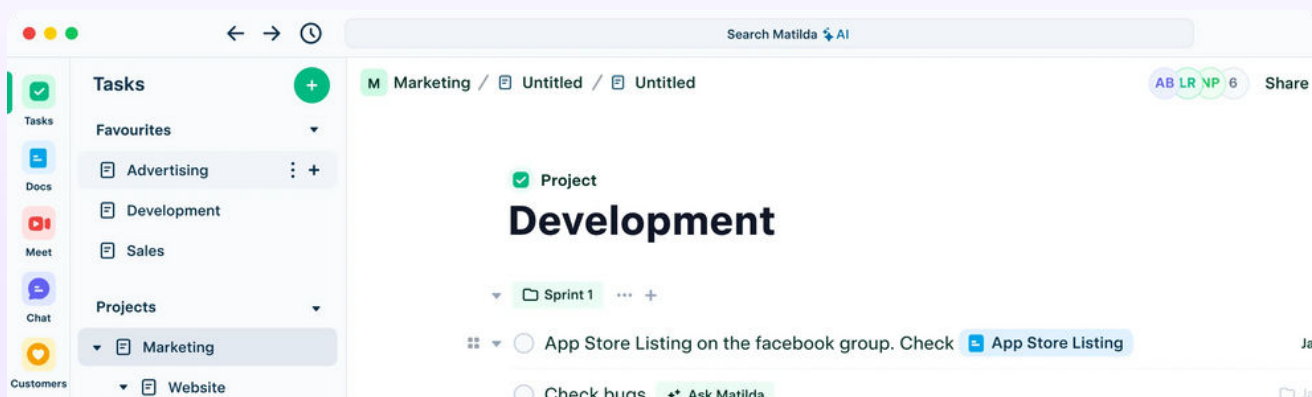 Search Matilda AI
Tasks
Docs
Meet
Chat
Customers
Tasks
Favourites
Advertising
Development
Sales
Projects
Marketing
Website
M Marketing / Untitled / Untitled
AB LR NP 6 Share
Project
Development
Sprint 1
App Store Listing on the facebook group. Check App Store Listing
Check bugs Ask Matilda